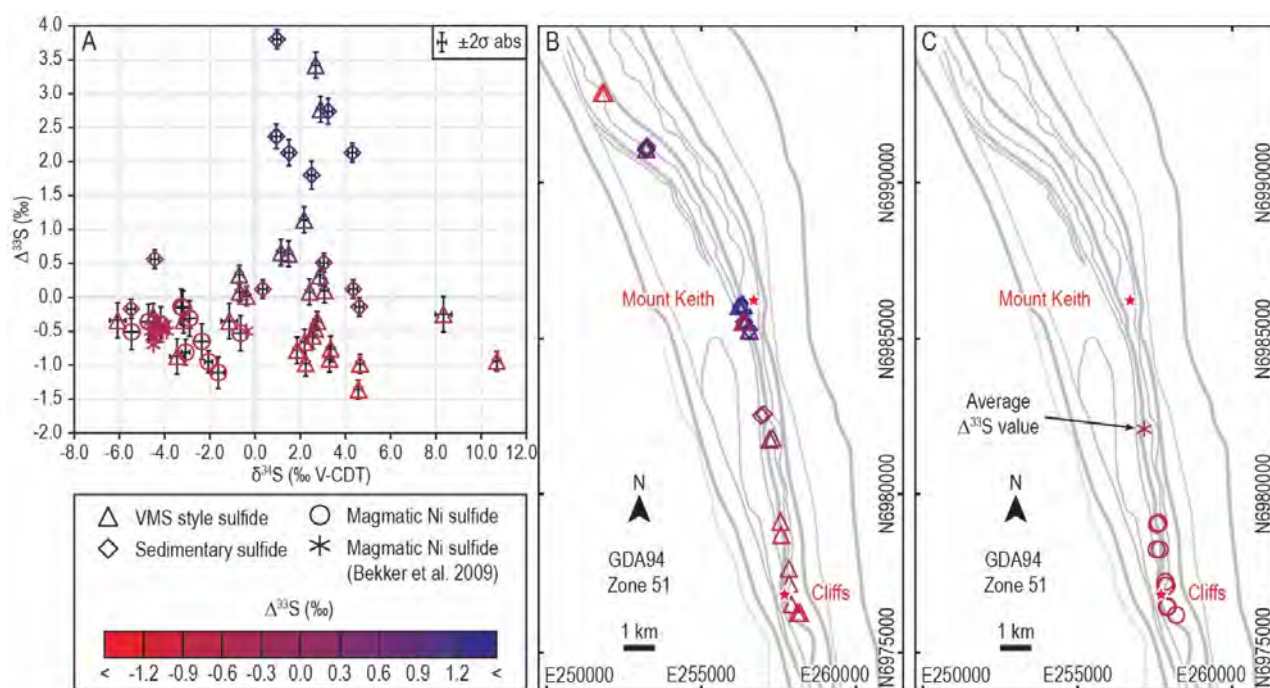 A
±2σ abs
4.0
3.5
3.0
2.5
2.0
1.5
1.0
0.5
0.0
-0.5
-1.0
-1.5
-2.0
Δ³³S (‰)
-8.0 -6.0 -4.0 -2.0 0.0 2.0 4.0 6.0 8.0 10.0 12.0
δ³⁴S (‰ V-CDT)
VMS style sulfide
Sedimentary sulfide
Magmatic Ni sulfide
Magmatic Ni sulfide
(Bekker et al. 2009)
Δ³³S (‰)
< -1.2 -0.9 -0.6 -0.3 0.0 0.3 0.6 0.9 1.2 <
B
Mount Keith
N
GDA94
Zone 51
Cliffs
1 km
N6990000
N6985000
N6980000
N6975000
E250000 E255000 E260000
C
Mount Keith
Average
Δ³³S value
N
GDA94
Zone 51
Cliffs
1 km
N6990000
N6985000
N6980000
N6975000
E250000 E255000 E260000